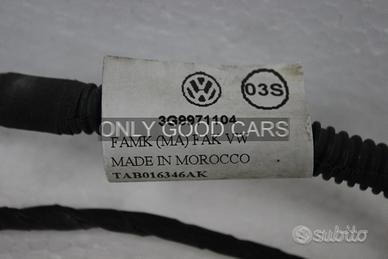 03S
3G8971104
ONLY GOOD CARS
FAMK (MA) FAK VW
MADE IN MOROCCO
TAB016346AK
subito